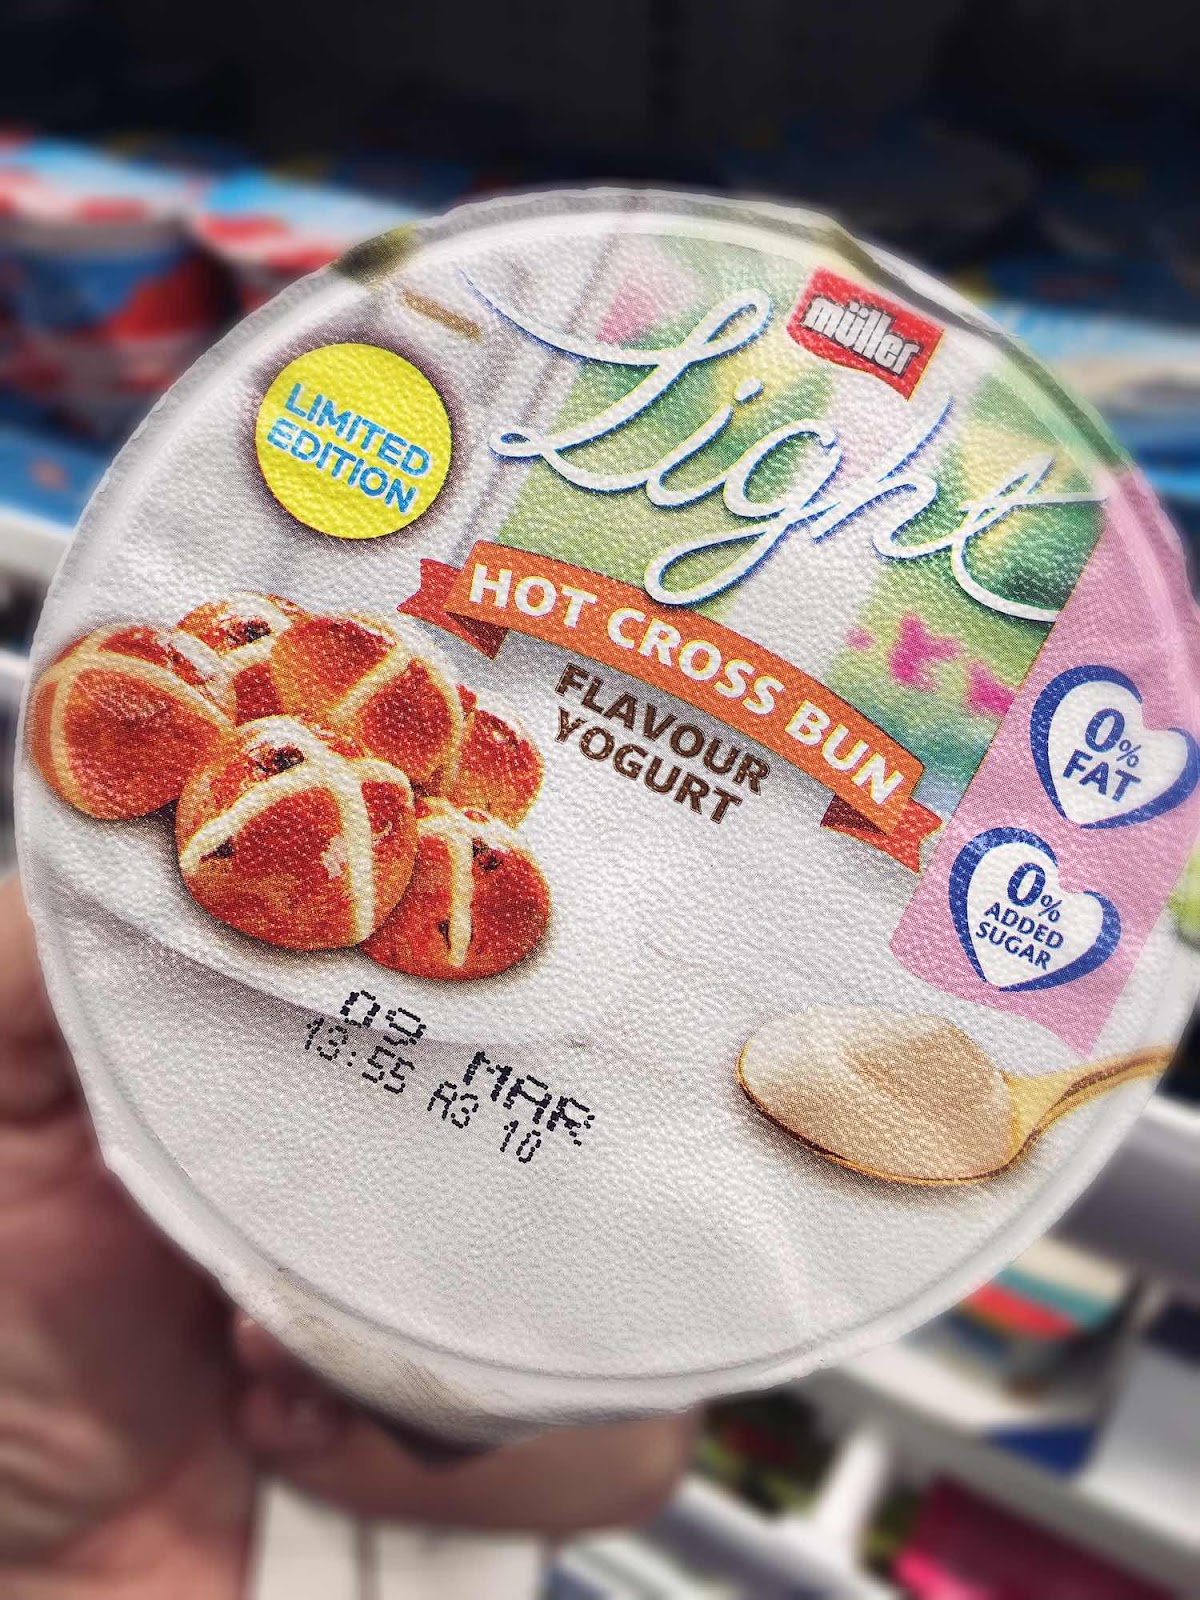 müller
Light
LIMITED
EDITION
HOT CROSS BUN
FLAVOUR
YOGURT
0%
FAT
0%
ADDED
SUGAR
09 MAR
13:55 A3 10